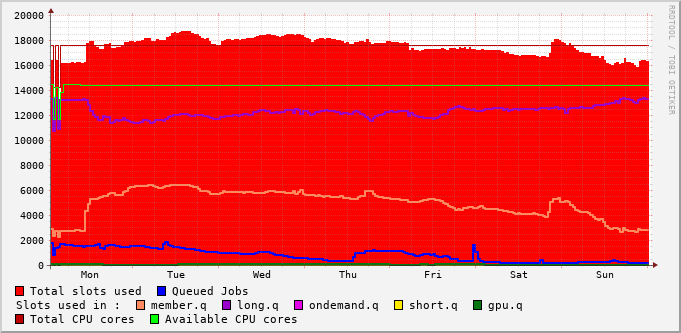 20000
18000
16000
14000
12000
10000
8000
6000
4000
2000
0
Mon Tue Wed Thu Fri Sat Sun
RRDTOOL / TOBI OETIKER
Total slots used Queued Jobs
Slots used in : member.q long.q ondemand.q short.q gpu.q
Total CPU cores Available CPU cores